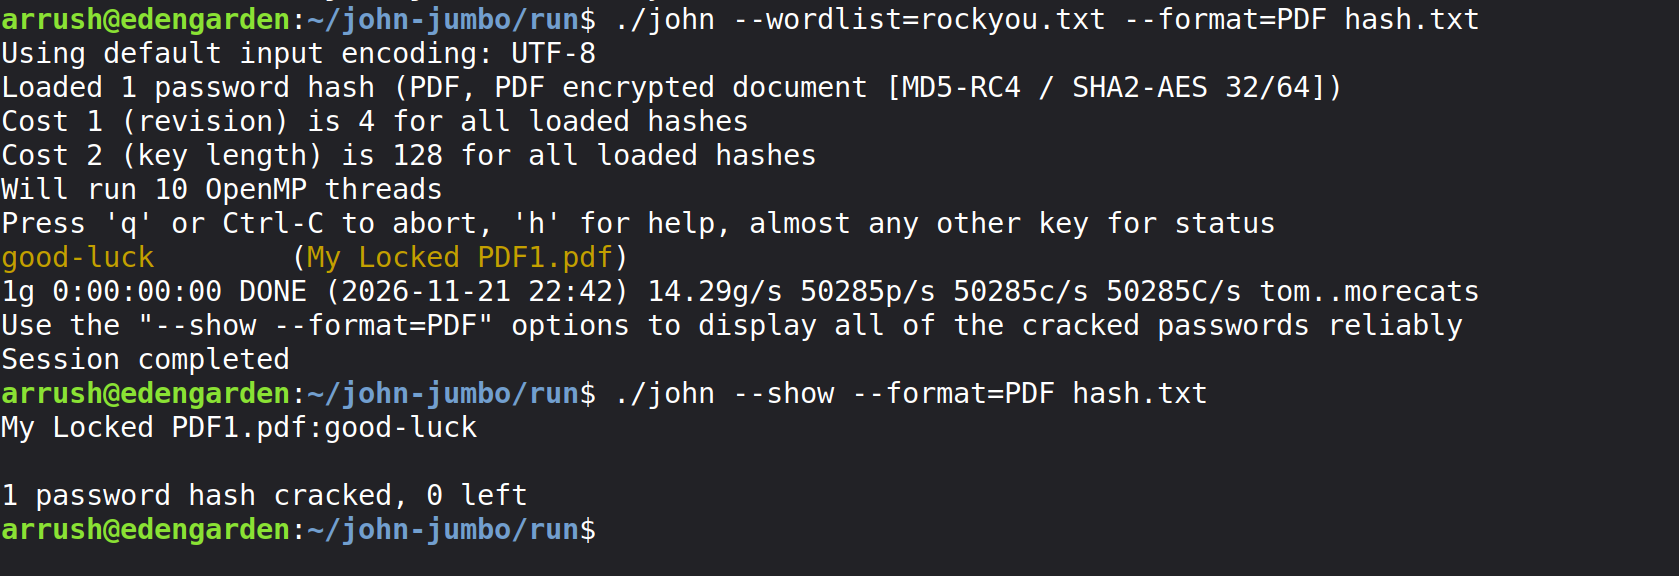 arrush@edengarden:~/john-jumbo/run$ ./john --wordlist=rockyou.txt --format=PDF hash.txt
Using default input encoding: UTF-8
Loaded 1 password hash (PDF, PDF encrypted document [MD5-RC4 / SHA2-AES 32/64])
Cost 1 (revision) is 4 for all loaded hashes
Cost 2 (key length) is 128 for all loaded hashes
Will run 10 OpenMP threads
Press 'q' or Ctrl-C to abort, 'h' for help, almost any other key for status
good-luck        (My Locked PDF1.pdf)
1g 0:00:00:00 DONE (2026-11-21 22:42) 14.29g/s 50285p/s 50285c/s 50285C/s tom..morecats
Use the "--show --format=PDF" options to display all of the cracked passwords reliably
Session completed
arrush@edengarden:~/john-jumbo/run$ ./john --show --format=PDF hash.txt
My Locked PDF1.pdf:good-luck
1 password hash cracked, 0 left
arrush@edengarden:~/john-jumbo/run$